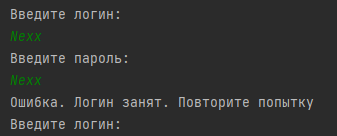 Введите логин:
Nexx
Введите пароль:
Nexx
Ошибка. Логин занят. Повторите попытку
Введите логин: